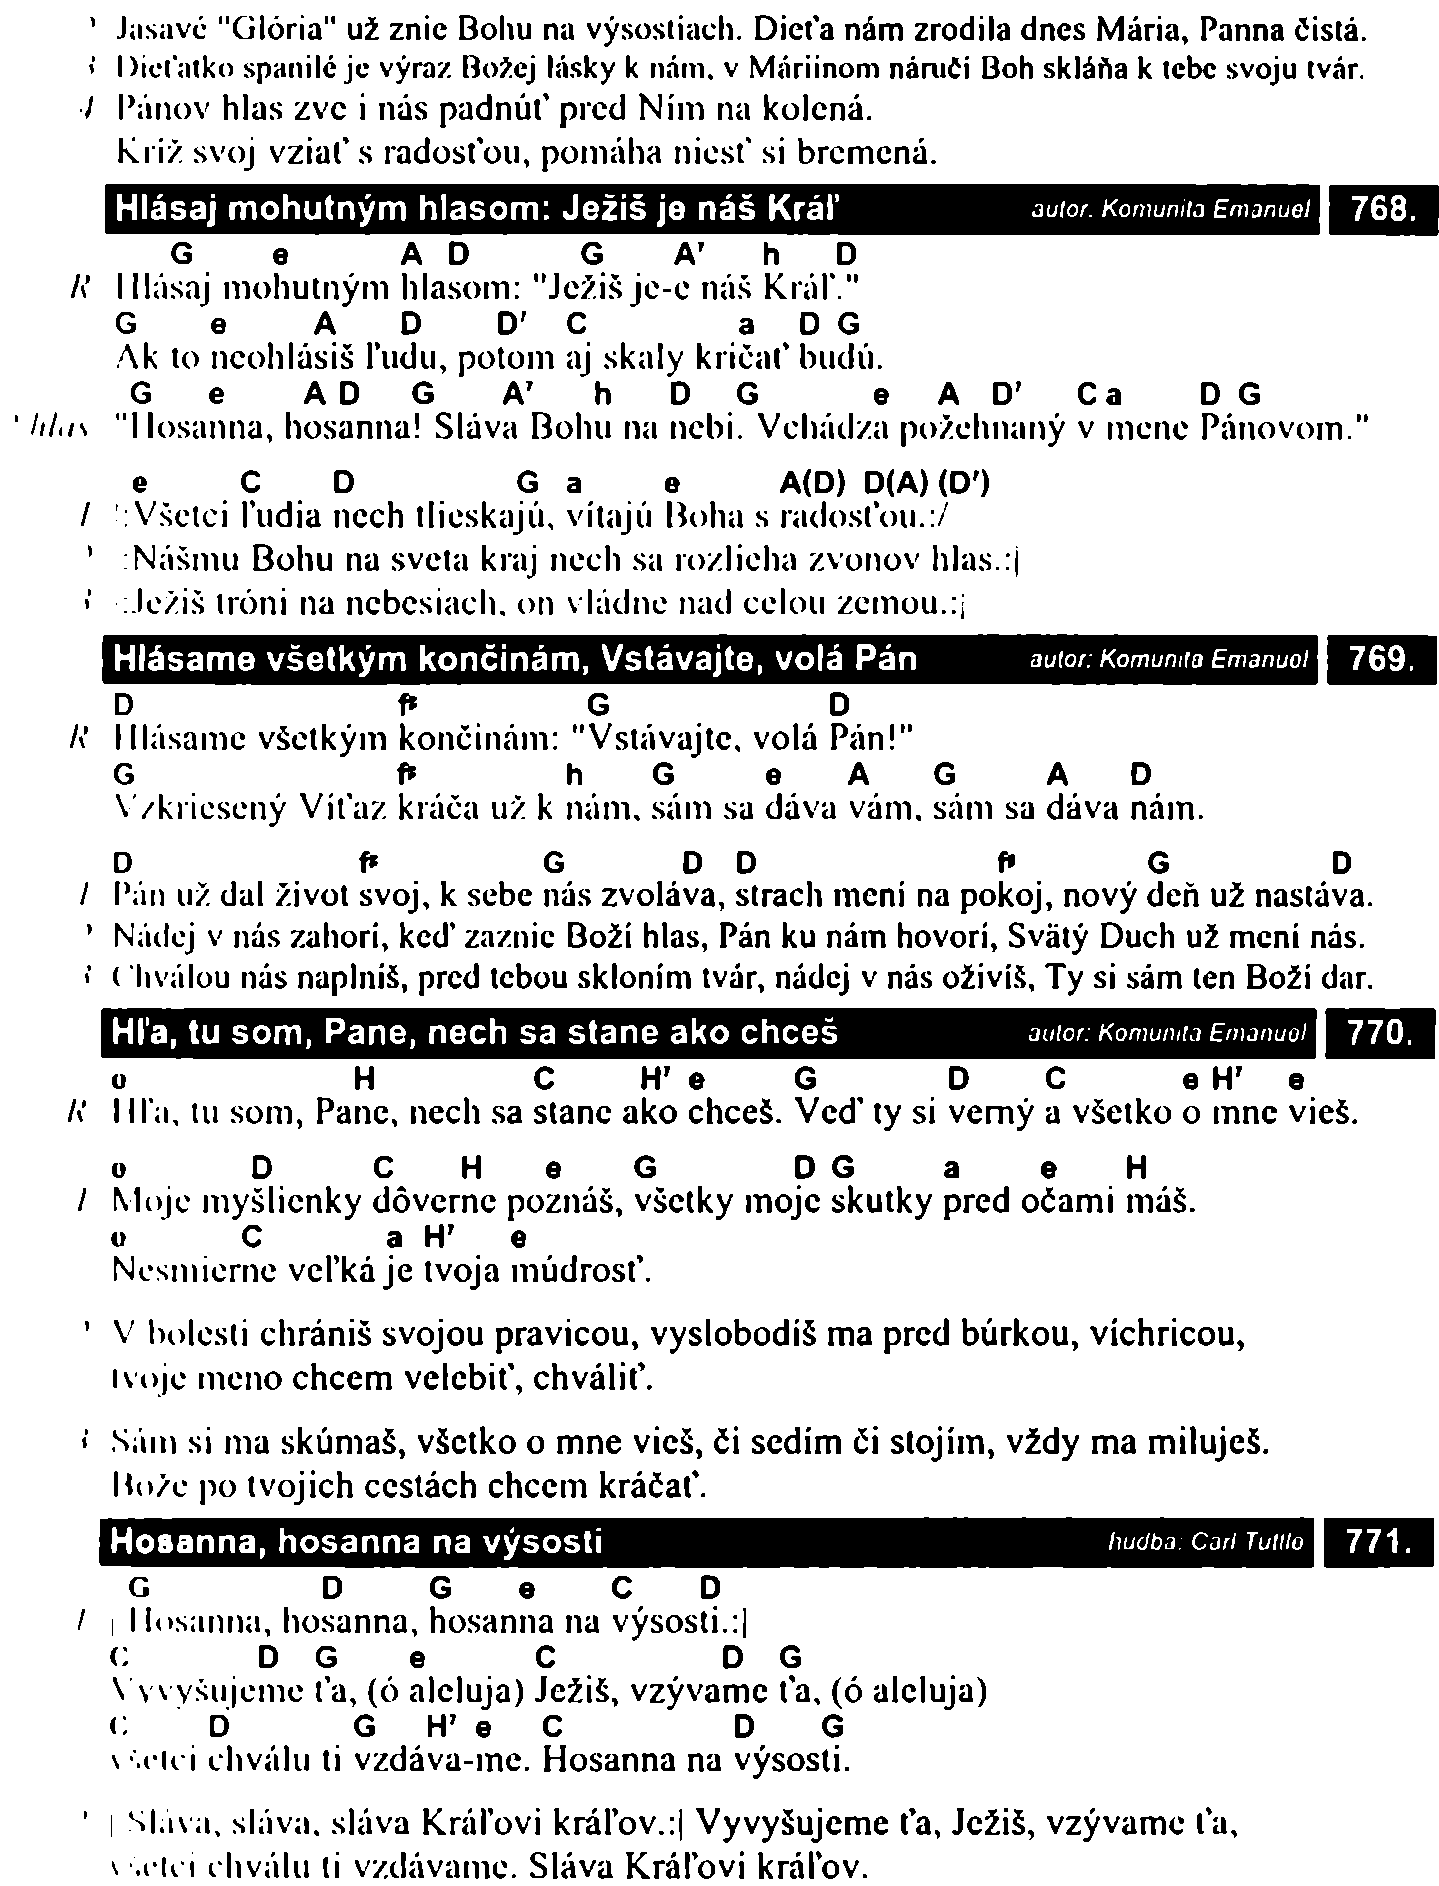 2 Jasavé "Glória" už znie Bohu na výsostiach. Dieťa nám zrodila dnes Mária, Panna čistá.
3 Dieťatko spanilé je výraz Božej lásky k nám, v Máriinom náručí Boh skláňa k tebe svoju tvár.
4 Pánov hlas zve i nás padnúť pred Ním na kolená.
Kríž svoj vziať s radosťou, pomáha niesť si bremená.
Hlásaj mohutným hlasom: Ježiš je náš Kráľ autor: Komunita Emanuel 768.
G e A D G A7 h D
R Hlásaj mohutným hlasom: "Ježiš je-e náš Kráľ."
G e A D D7 C a D G
Ak to neohlásiš ľudu, potom aj skaly kričať budú.
G e A D G A7 h D G e A D7 C a D G
2.hlas "Hosanna, hosanna! Sláva Bohu na nebi. Vchádza požehnaný v mene Pánovom."
e C D G a e A(D) D(A) (D7)
1 /:Všetci ľudia nech tlieskajú, vítajú Boha s radosťou.:/
2 :Nášmu Bohu na sveta kraj nech sa rozlieha zvonov hlas.:|
3 :Ježiš tróni na nebesiach, on vládne nad celou zemou.:|
Hlásame všetkým končinám, Vstávajte, volá Pán autor: Komunita Emanuel 769.
D f# G D
R Hlásame všetkým končinám: "Vstávajte, volá Pán!"
G f# h G e A G A D
Vzkriesený Víťaz kráča už k nám, sám sa dáva vám, sám sa dáva nám.
D f# G D D f# G D
1 Pán už dal život svoj, k sebe nás zvoláva, strach mení na pokoj, nový deň už nastáva.
2 Nádej v nás zahorí, keď zaznie Boží hlas, Pán ku nám hovorí, Svätý Duch už mení nás.
3 Chválou nás naplníš, pred tebou skloním tvár, nádej v nás oživíš, Ty si sám ten Boží dar.
Hľa, tu som, Pane, nech sa stane ako chceš autor: Komunita Emanuel 770.
e H C H7 e G D C e H7 e
R Hľa, tu som, Pane, nech sa stane ako chceš. Veď ty si verný a všetko o mne vieš.
e D C H e G D G a e H
1 Moje myšlienky dôverne poznáš, všetky moje skutky pred očami máš.
e C a H7 e
Nesmierne veľká je tvoja múdrosť.
2 V bolesti chrániš svojou pravicou, vyslobodíš ma pred búrkou, víchricou,
tvoje meno chcem velebiť, chváliť.
3 Sám si ma skúmaš, všetko o mne vieš, či sedím či stojím, vždy ma miluješ.
Bože po tvojich cestách chcem kráčať.
Hosanna, hosanna na výsosti hudba: Carl Tuttle 771.
G D G e C D
1 | Hosanna, hosanna, hosanna na výsosti.:|
C D G e C D G
Vyvyšujeme ťa, (ó aleluja) Ježiš, vzývame ťa, (ó aleluja)
C D G H7 e C D G
všetci chválu ti vzdáva-me. Hosanna na výsosti.
2 | Sláva, sláva, sláva Kráľovi kráľov.:| Vyvyšujeme ťa, Ježiš, vzývame ťa,
všetci chválu ti vzdávame. Sláva Kráľovi kráľov.